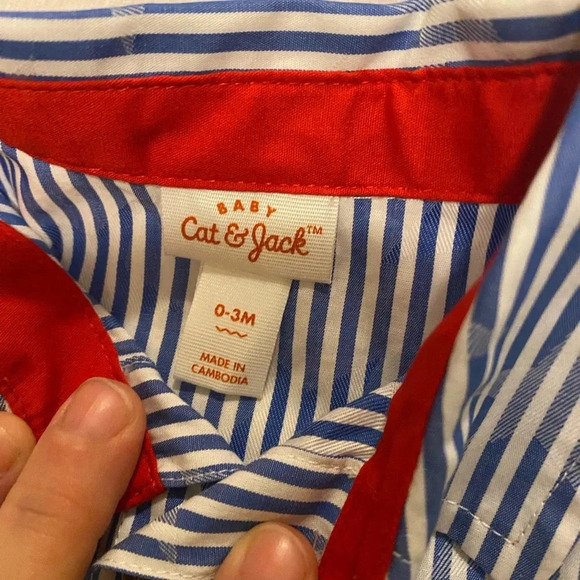 BABY
Cat & Jack™
0-3M
MADE IN
CAMBODIA